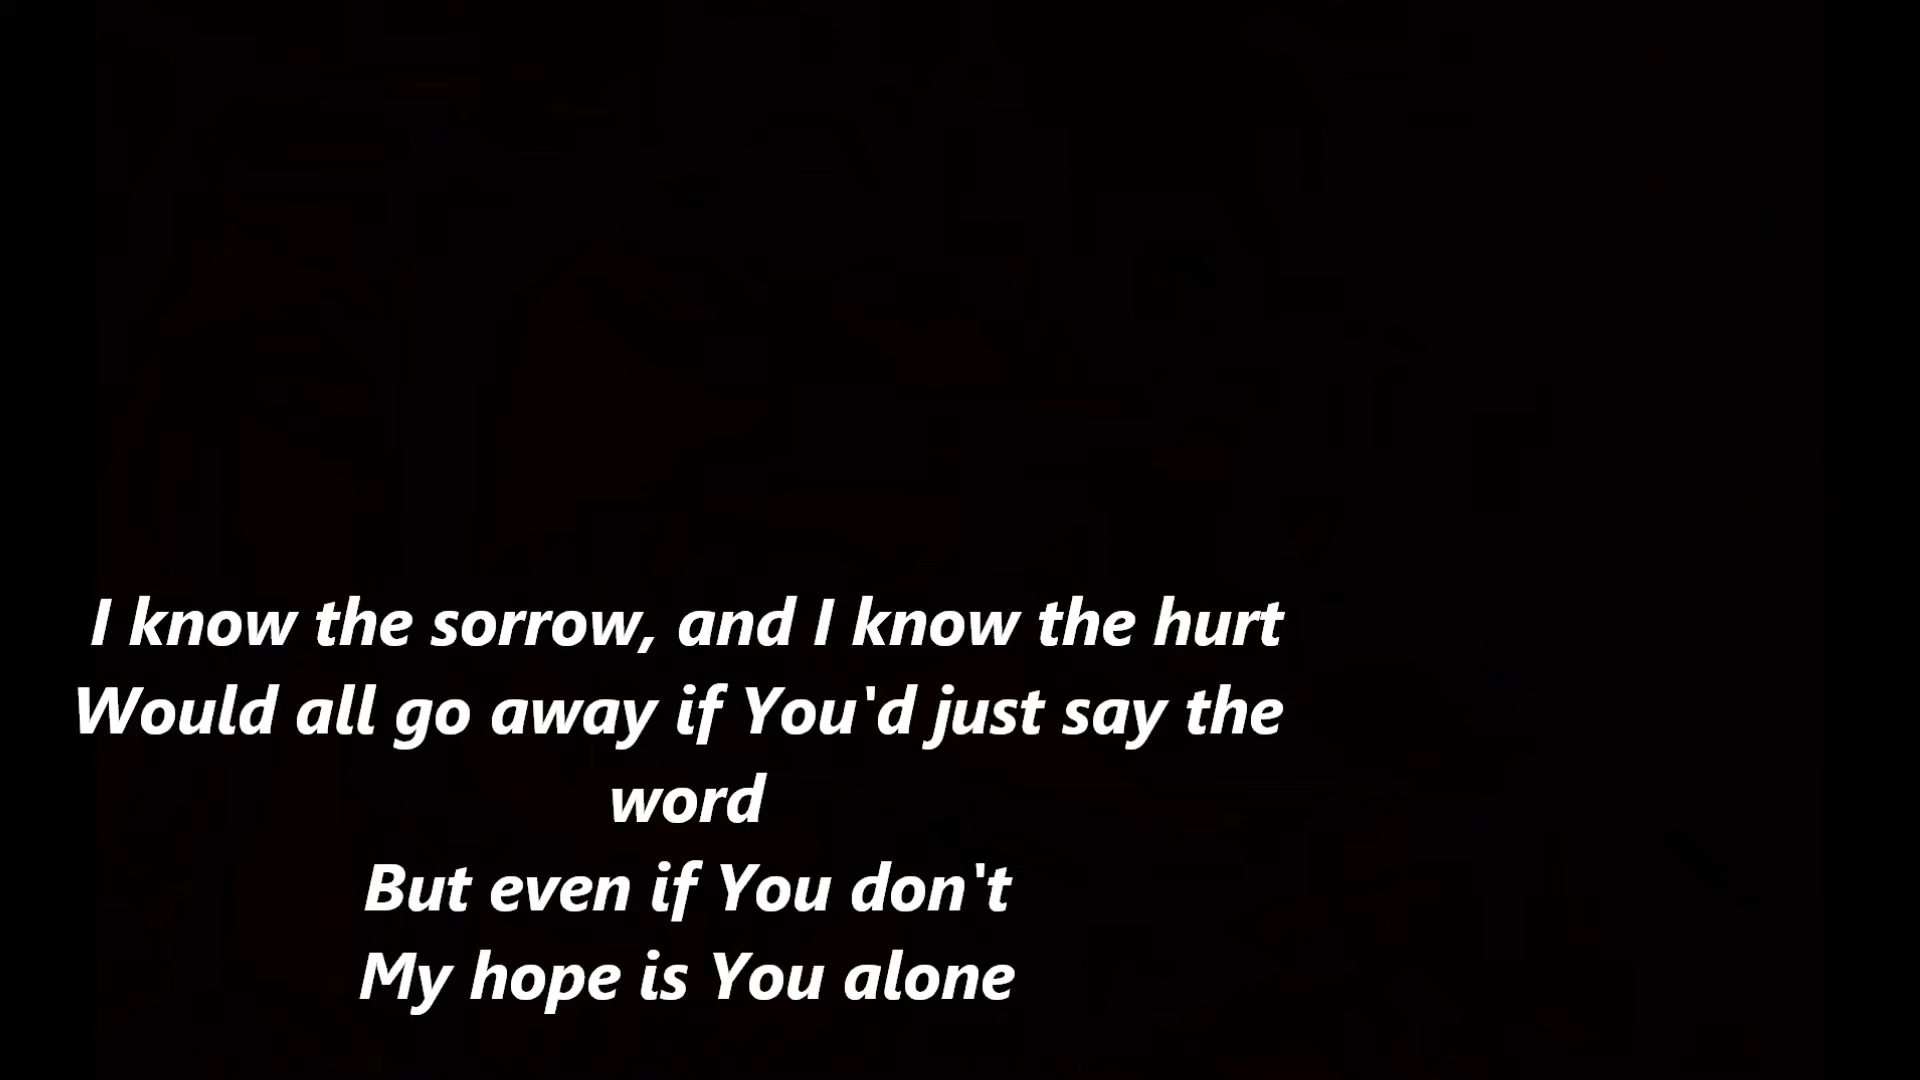 I know the sorrow, and I know the hurt
Would all go away if You'd just say the
word
But even if You don't
My hope is You alone